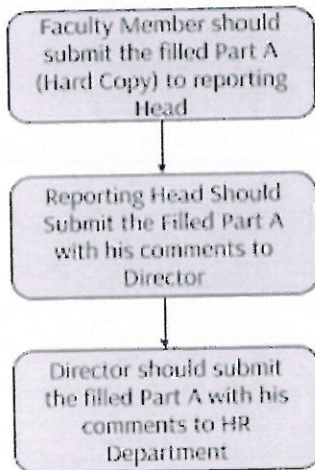 Faculty Member should
submit the filled Part A
(Hard Copy) to reporting
Head
Reporting Head Should
Submit the Filled Part A
with his comments to
Director
Director should submit
the filled Part A with his
comments to HR
Department